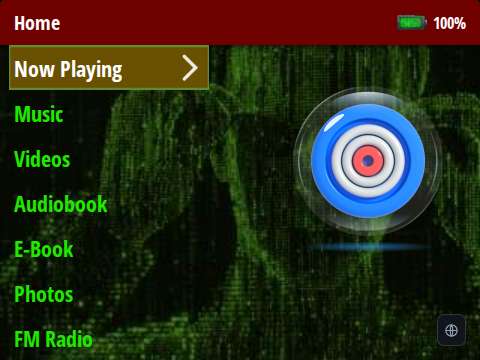 Home
100%
Now Playing
Music
Videos
Audiobook
E-Book
Photos
FM Radio